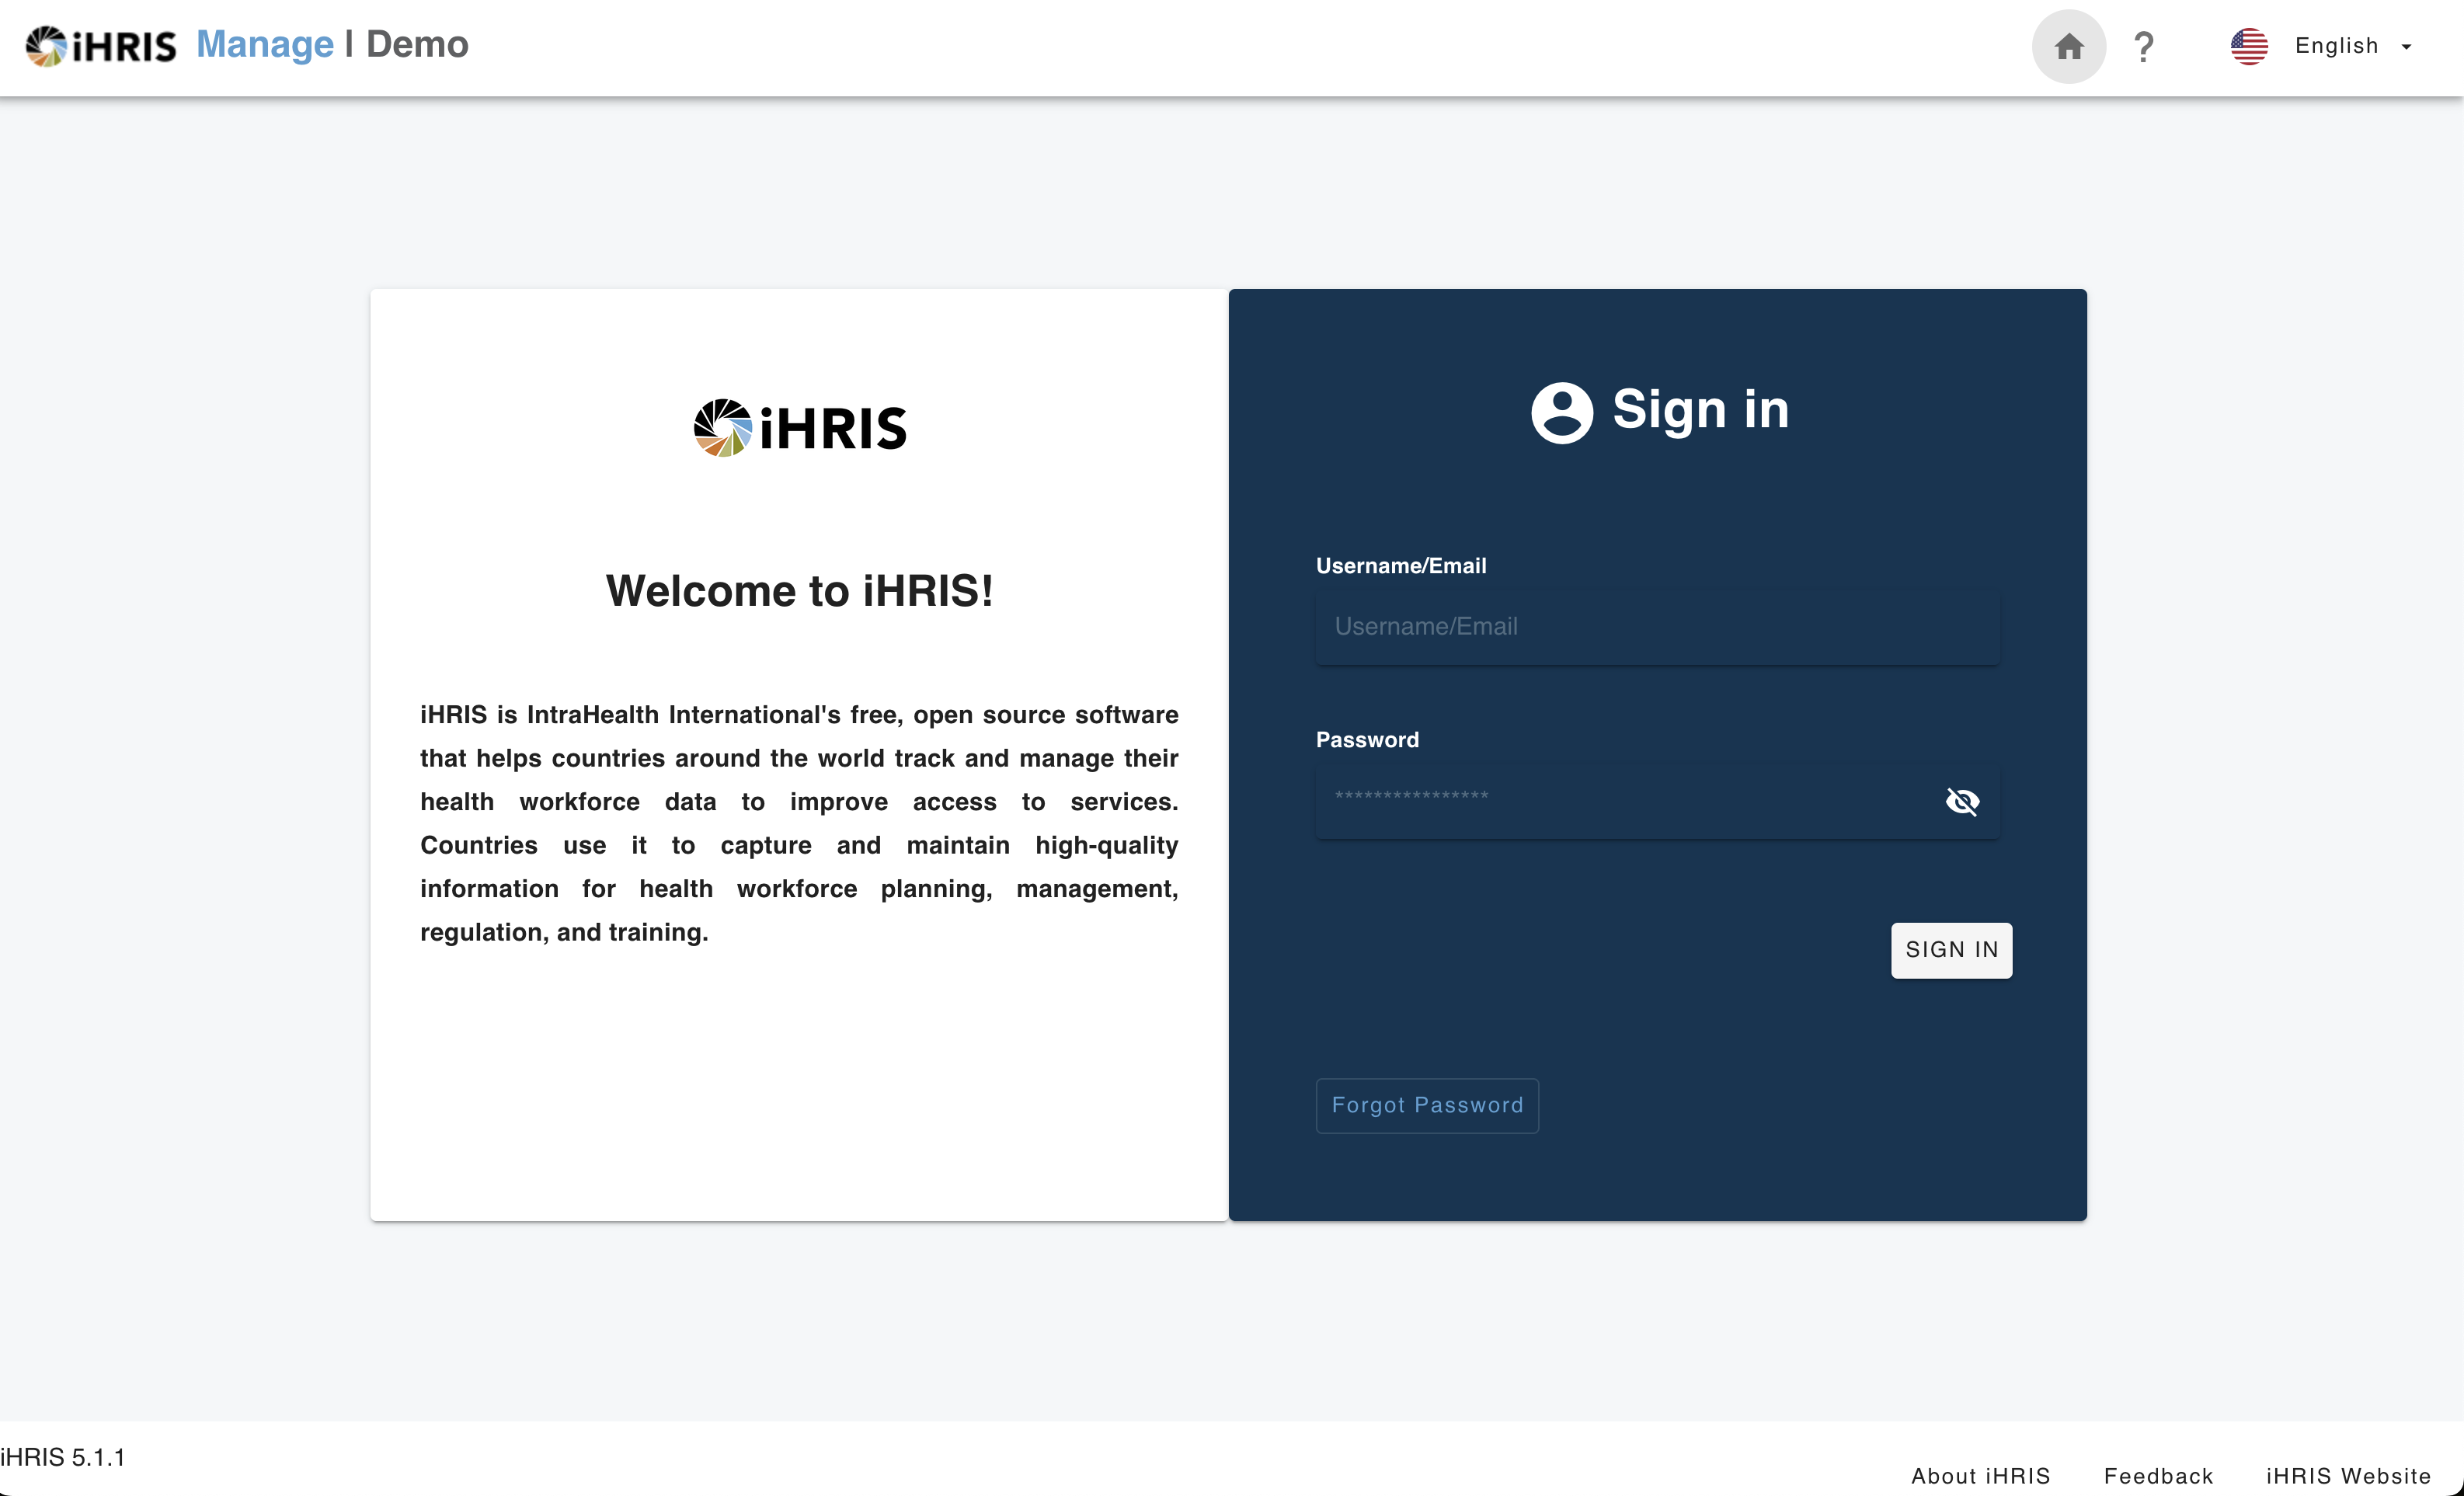 iHRIS Manage | Demo
? English
iHRIS
Welcome to iHRIS!
iHRIS is IntraHealth International's free, open source software
that helps countries around the world track and manage their
health workforce data to improve access to services.
Countries use it to capture and maintain high-quality
information for health workforce planning, management,
regulation, and training.
Sign in
Username/Email
Username/Email
Password
****************
SIGN IN
Forgot Password
iHRIS 5.1.1
About iHRIS Feedback iHRIS Website